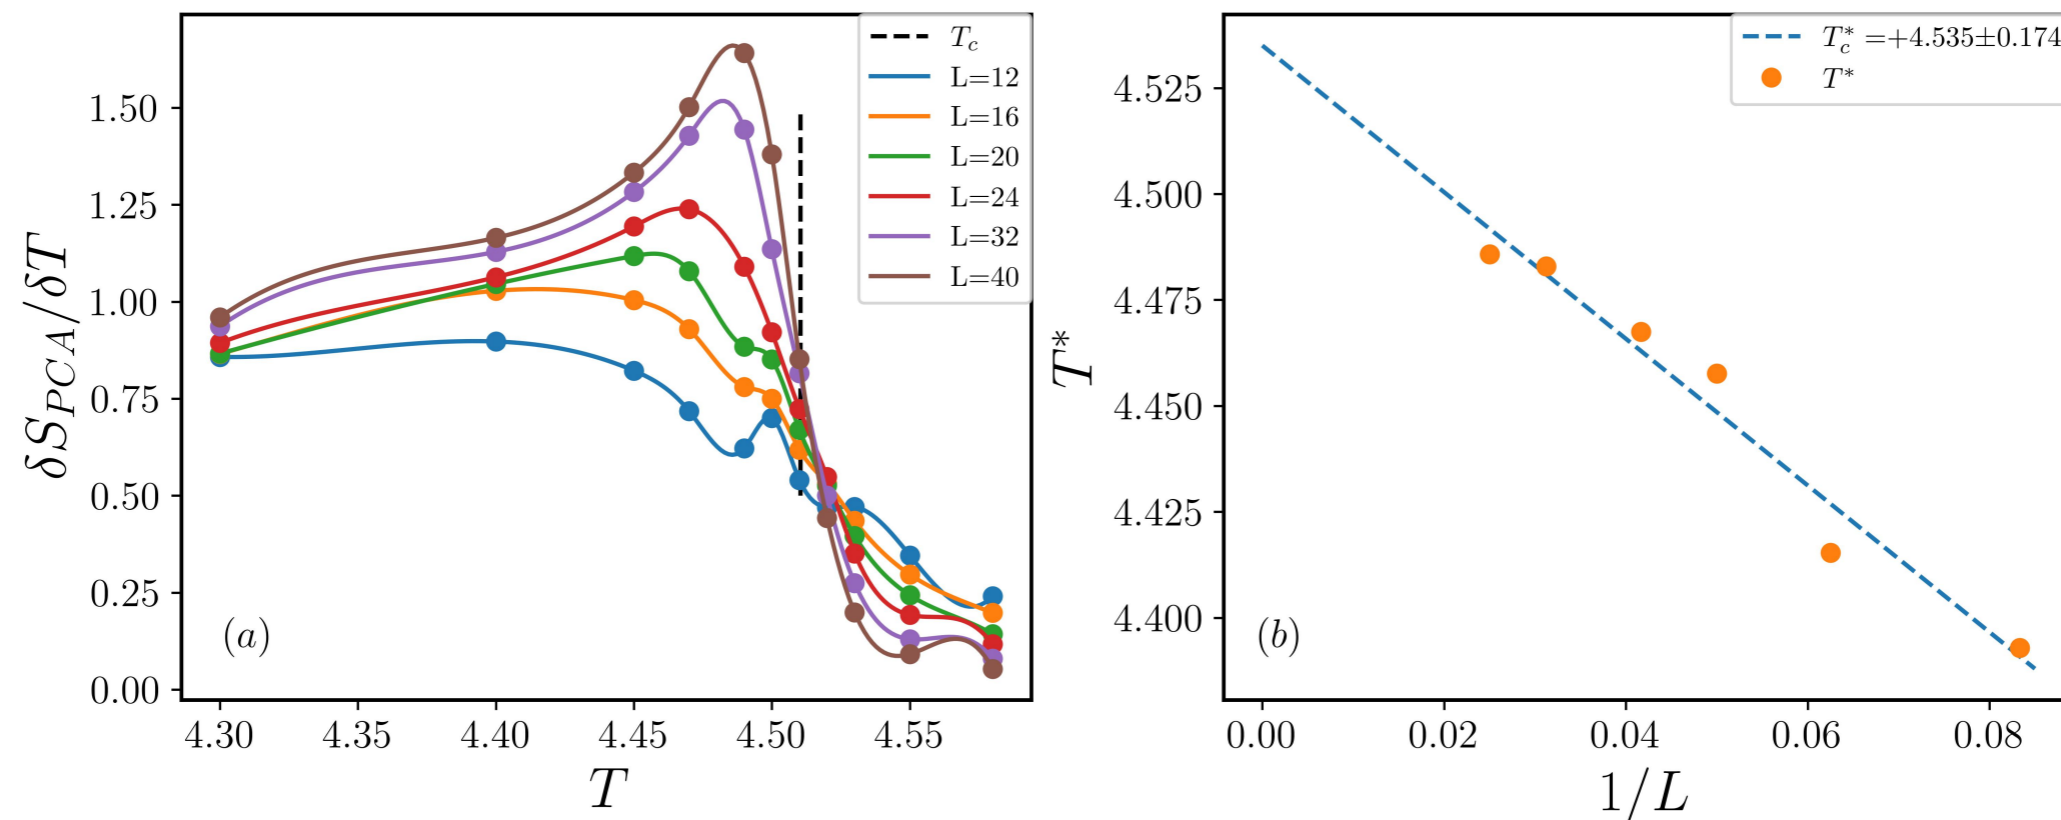 T_c
L=12
L=16
L=20
L=24
L=32
L=40
1.50
1.25
1.00
0.75
0.50
0.25
0.00
δS_{PCA}/δT
(a)
4.30 4.35 4.40 4.45 4.50 4.55
T
T_c^* =+4.535±0.174
T^*
4.525
4.500
4.475
4.450
4.425
4.400
T^*
(b)
0.00 0.02 0.04 0.06 0.08
1/L